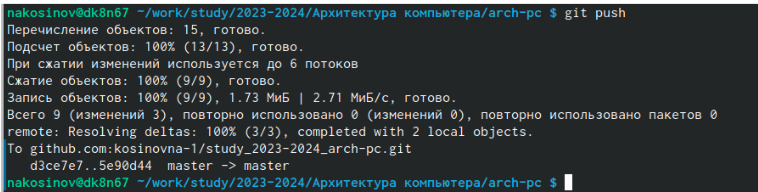 nakosinov@dk8n67 ~/work/study/2023-2024/Архитектура компьютера/arch-pc $ git push
Перечисление объектов: 15, готово.
Подсчет объектов: 100% (13/13), готово.
При сжатии изменений используется до 6 потоков
Сжатие объектов: 100% (9/9), готово.
Запись объектов: 100% (9/9), 1.73 МиБ | 2.71 МиБ/с, готово.
Всего 9 (изменений 3), повторно использовано 0 (изменений 0), повторно использовано пакетов 0
remote: Resolving deltas: 100% (3/3), completed with 2 local objects.
To github.com:kosinovna-1/study_2023-2024_arch-pc.git
   d3ce7e7..5e90d44  master -> master
nakosinov@dk8n67 ~/work/study/2023-2024/Архитектура компьютера/arch-pc $